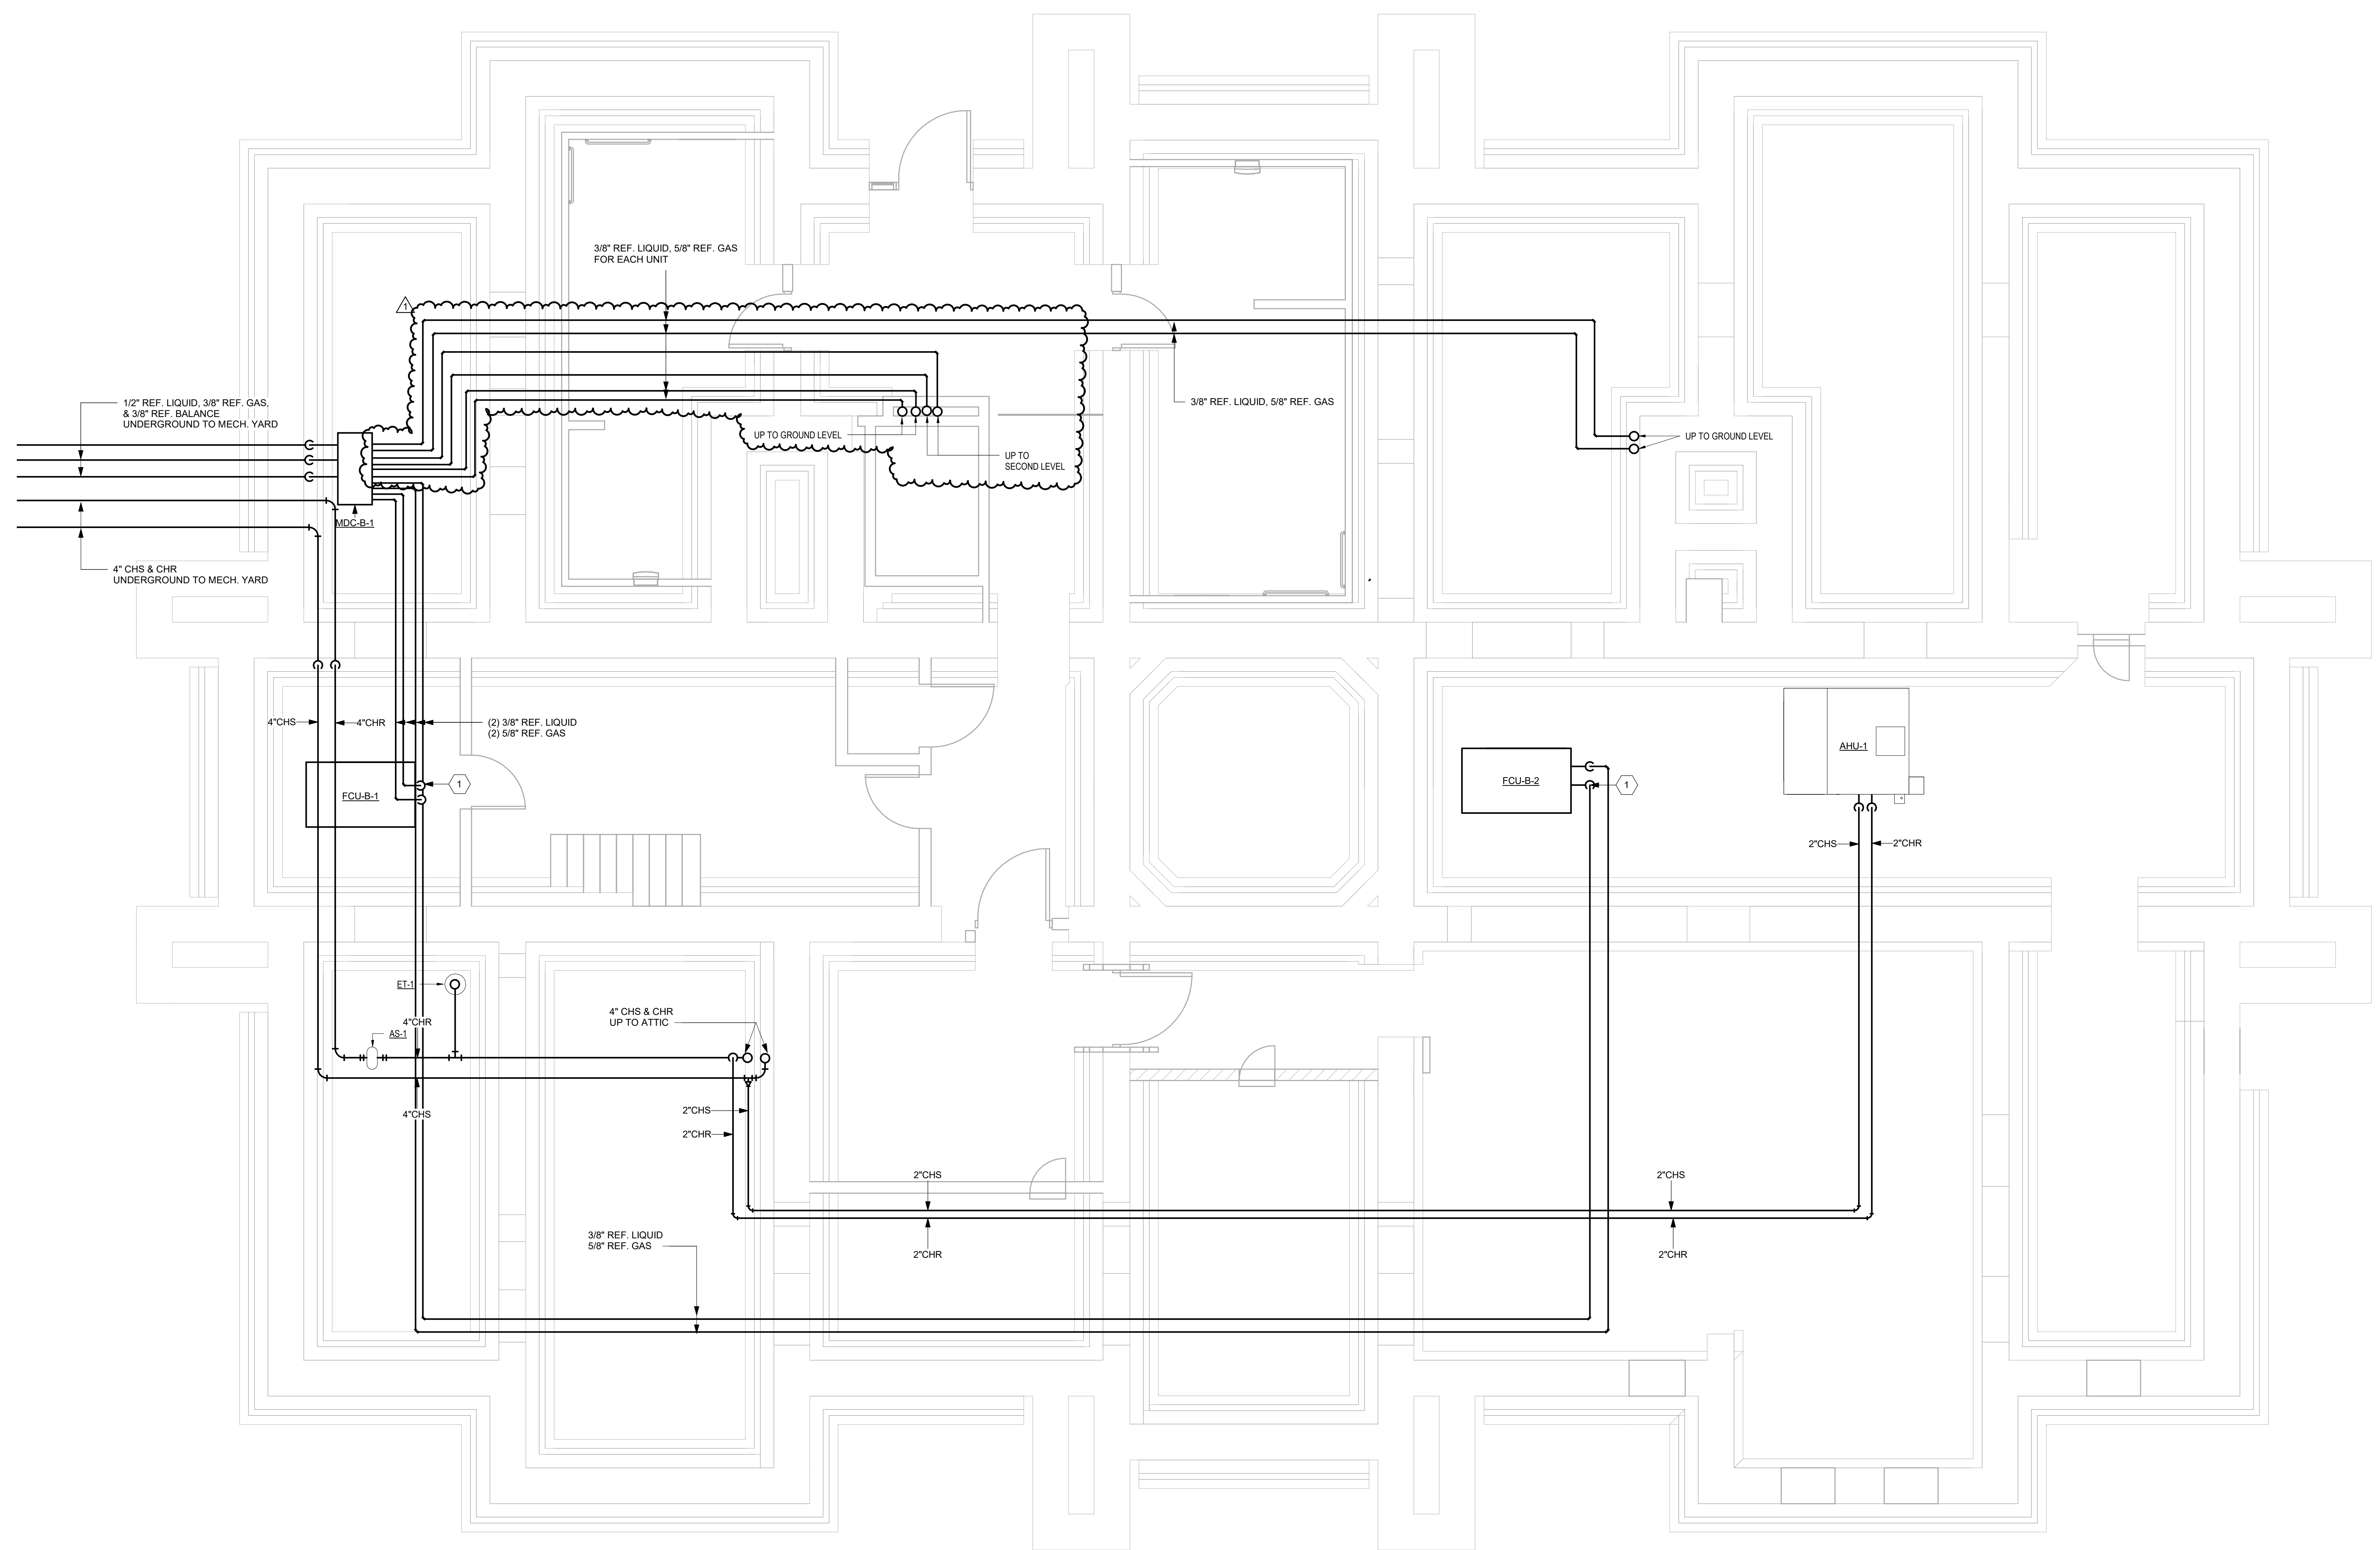 3/8" REF. LIQUID, 5/8" REF. GAS
FOR EACH UNIT
1
1/2" REF. LIQUID, 3/8" REF. GAS,
& 3/8" REF. BALANCE
UNDERGROUND TO MECH. YARD
3/8" REF. LIQUID, 5/8" REF. GAS
UP TO GROUND LEVEL
UP TO GROUND LEVEL
UP TO
SECOND LEVEL
MDC-B-1
4" CHS & CHR
UNDERGROUND TO MECH. YARD
4"CHS
4"CHR
(2) 3/8" REF. LIQUID
(2) 5/8" REF. GAS
AHU-1
FCU-B-1
1
FCU-B-2
1
2"CHS
2"CHR
ET-1
4"CHR
AS-1
4" CHS & CHR
UP TO ATTIC
4"CHS
2"CHS
2"CHR
2"CHS
2"CHS
3/8" REF. LIQUID
5/8" REF. GAS
2"CHR
2"CHR